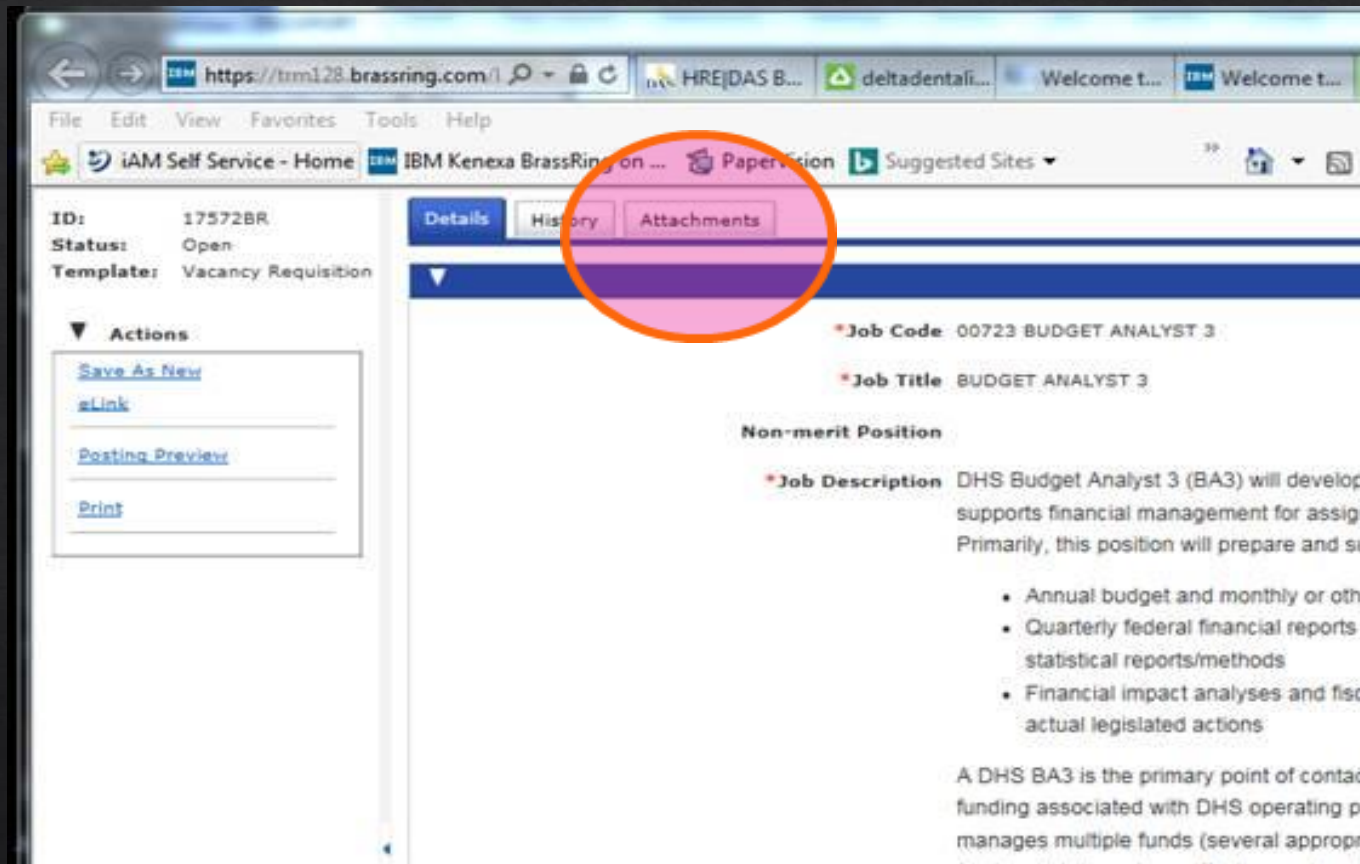 https://trm128.brassring.com/1
HRE|DAS B...
deltadentali...
Welcome t...
IBM Welcome t...
File Edit View Favorites Tools Help
iAM Self Service - Home
IBM Kenexa BrassRing on ...
PaperVision
Suggested Sites
ID: 17572BR
Status: Open
Template: Vacancy Requisition
Actions
Save As New
eLink
Posting Preview
Print
Details History Attachments
*Job Code 00723 BUDGET ANALYST 3
*Job Title BUDGET ANALYST 3
Non-merit Position
*Job Description DHS Budget Analyst 3 (BA3) will develop
supports financial management for assig
Primarily, this position will prepare and su
• Annual budget and monthly or oth
• Quarterly federal financial reports
statistical reports/methods
• Financial impact analyses and fisc
actual legislated actions
A DHS BA3 is the primary point of contac
funding associated with DHS operating p
manages multiple funds (several appropr